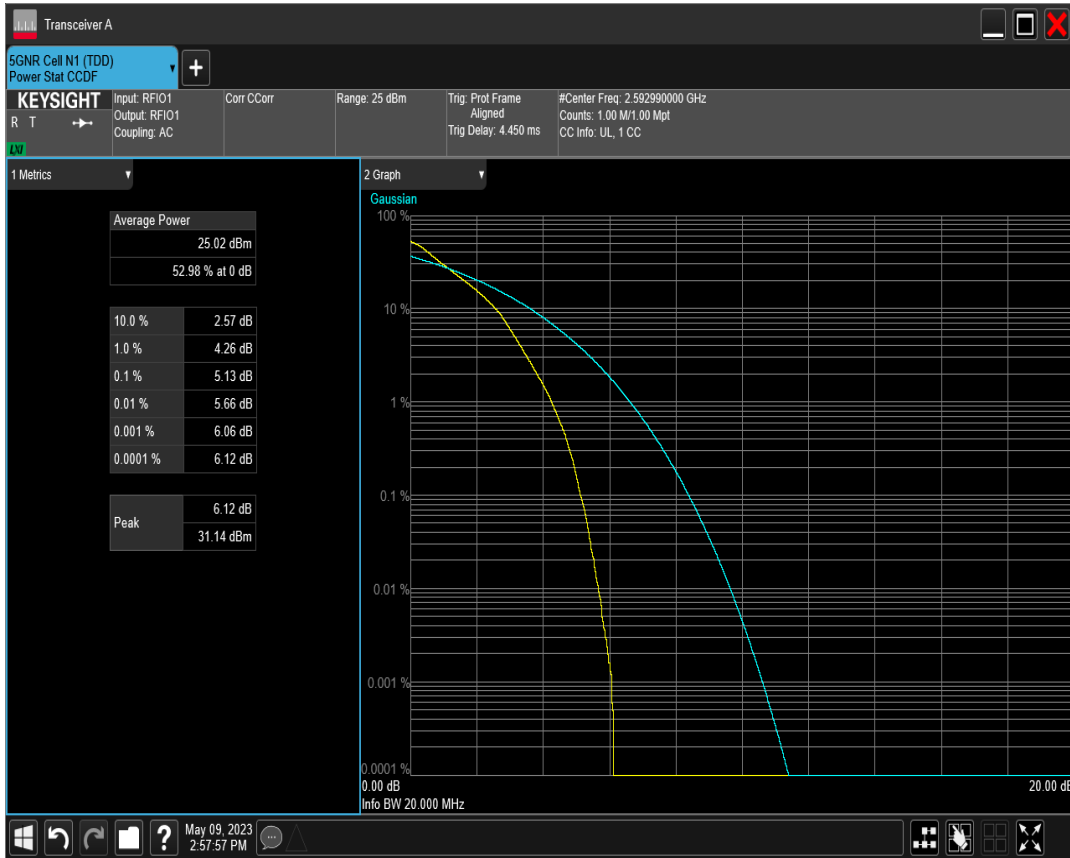 Transceiver A
5GNR Cell N1 (TDD)
Power Stat CCDF
KEYSIGHT
R T
LXI
Input: RFIO1
Output: RFIO1
Coupling: AC
Corr CCorr
Range: 25 dBm
Trig: Prot Frame
Aligned
Trig Delay: 4.450 ms
#Center Freq: 2.592990000 GHz
Counts: 1.00 M/1.00 Mpt
CC Info: UL, 1 CC
1 Metrics
Average Power
25.02 dBm
52.98 % at 0 dB
10.0 % 2.57 dB
1.0 % 4.26 dB
0.1 % 5.13 dB
0.01 % 5.66 dB
0.001 % 6.06 dB
0.0001 % 6.12 dB
Peak
6.12 dB
31.14 dBm
2 Graph
Gaussian
100 %
10 %
1 %
0.1 %
0.01 %
0.001 %
0.0001 %
0.00 dB 20.00 dB
Info BW 20.000 MHz
May 09, 2023
2:57:57 PM